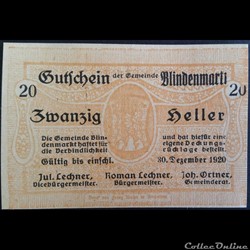 Gutschein der Gemeinde Blindenmarkt
20 20
Zwanzig Heller
Die Gemeinde Blin- und hat hiefür ein
denmarkt haftet für eigene Deckungs-
die Verbindlichkeit rücklage bestellt.
Gültig bis einschl. 30. Dezember 1920
Jul. Lechner, Roman Lechner, Joh. Ortner,
Vizebürgermeister. Bürgermeister. Gemeinderat.
CollecOnline